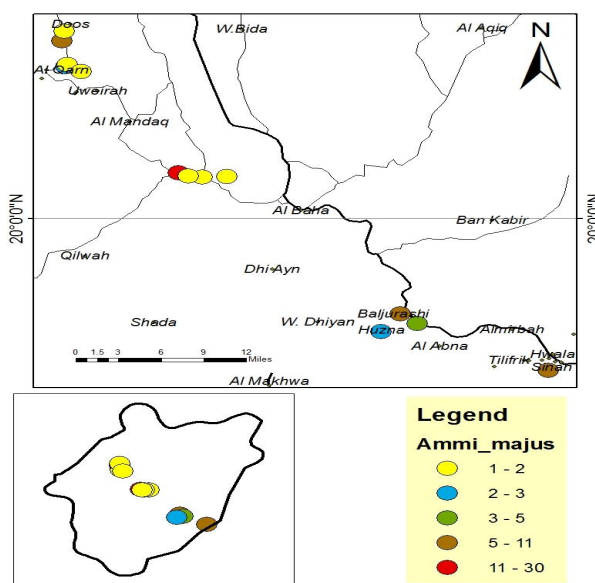 Doos
W.Bida
Al Aqiq
N
Al Qarn
Uweirah
Al Mandaq
20°0'0"N
Al Baha
Ban Kabir
20°0'0"N
Qilwah
Dhi Ayn
Shada
W. Dhiyan
Baljurashi
Huzna
Almirbah
Al Abna
Tilifrik
Hwala
Sinan
0 1.5 3 6 9 12
Miles
Al Makhwa
Legend
Ammi_majus
1 - 2
2 - 3
3 - 5
5 - 11
11 - 30